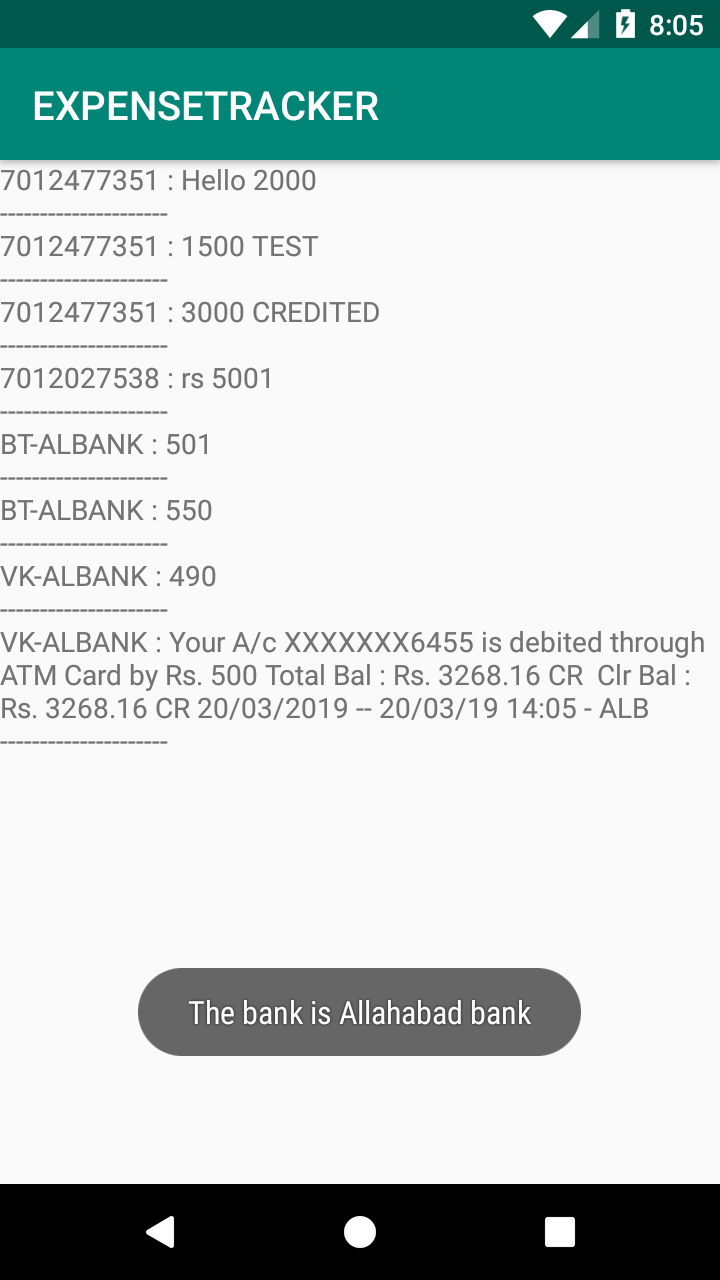 8:05
EXPENSETRACKER
7012477351 : Hello 2000
---------------------
7012477351 : 1500 TEST
---------------------
7012477351 : 3000 CREDITED
---------------------
7012027538 : rs 5001
---------------------
BT-ALBANK : 501
---------------------
BT-ALBANK : 550
---------------------
VK-ALBANK : 490
---------------------
VK-ALBANK : Your A/c XXXXXXX6455 is debited through
ATM Card by Rs. 500 Total Bal : Rs. 3268.16 CR  Clr Bal :
Rs. 3268.16 CR 20/03/2019 -- 20/03/19 14:05 - ALB
---------------------
The bank is Allahabad bank